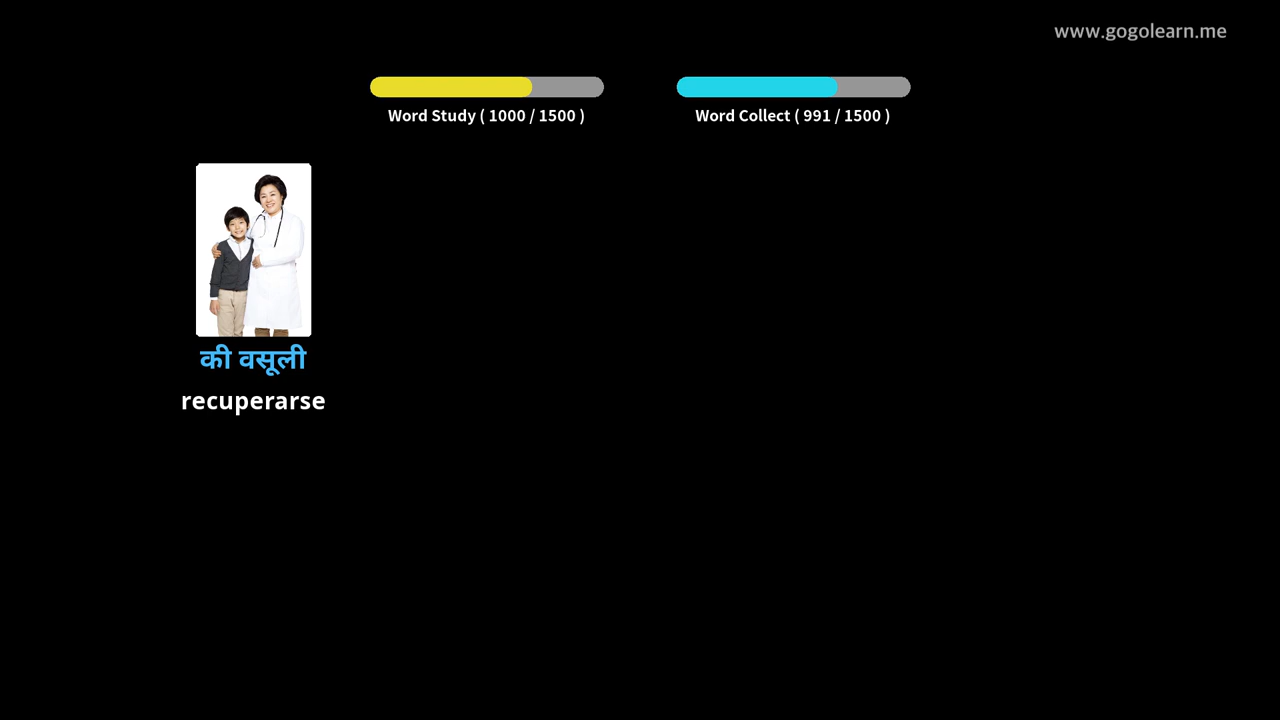 www.gogolearn.me
Word Study ( 1000 / 1500 )
Word Collect ( 991 / 1500 )
की वसूली
recuperarse